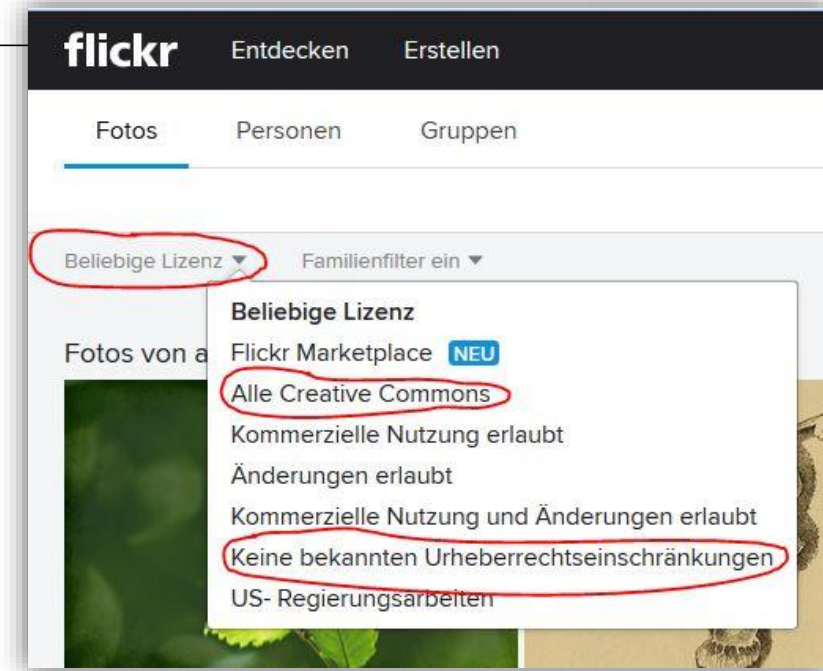 flickr Entdecken Erstellen
Fotos Personen Gruppen
Beliebige Lizenz Familienfilter ein
Beliebige Lizenz
Fotos von a
Flickr Marketplace NEU
Alle Creative Commons
Kommerzielle Nutzung erlaubt
Änderungen erlaubt
Kommerzielle Nutzung und Änderungen erlaubt
Keine bekannten Urheberrechtseinschränkungen
US- Regierungsarbeiten